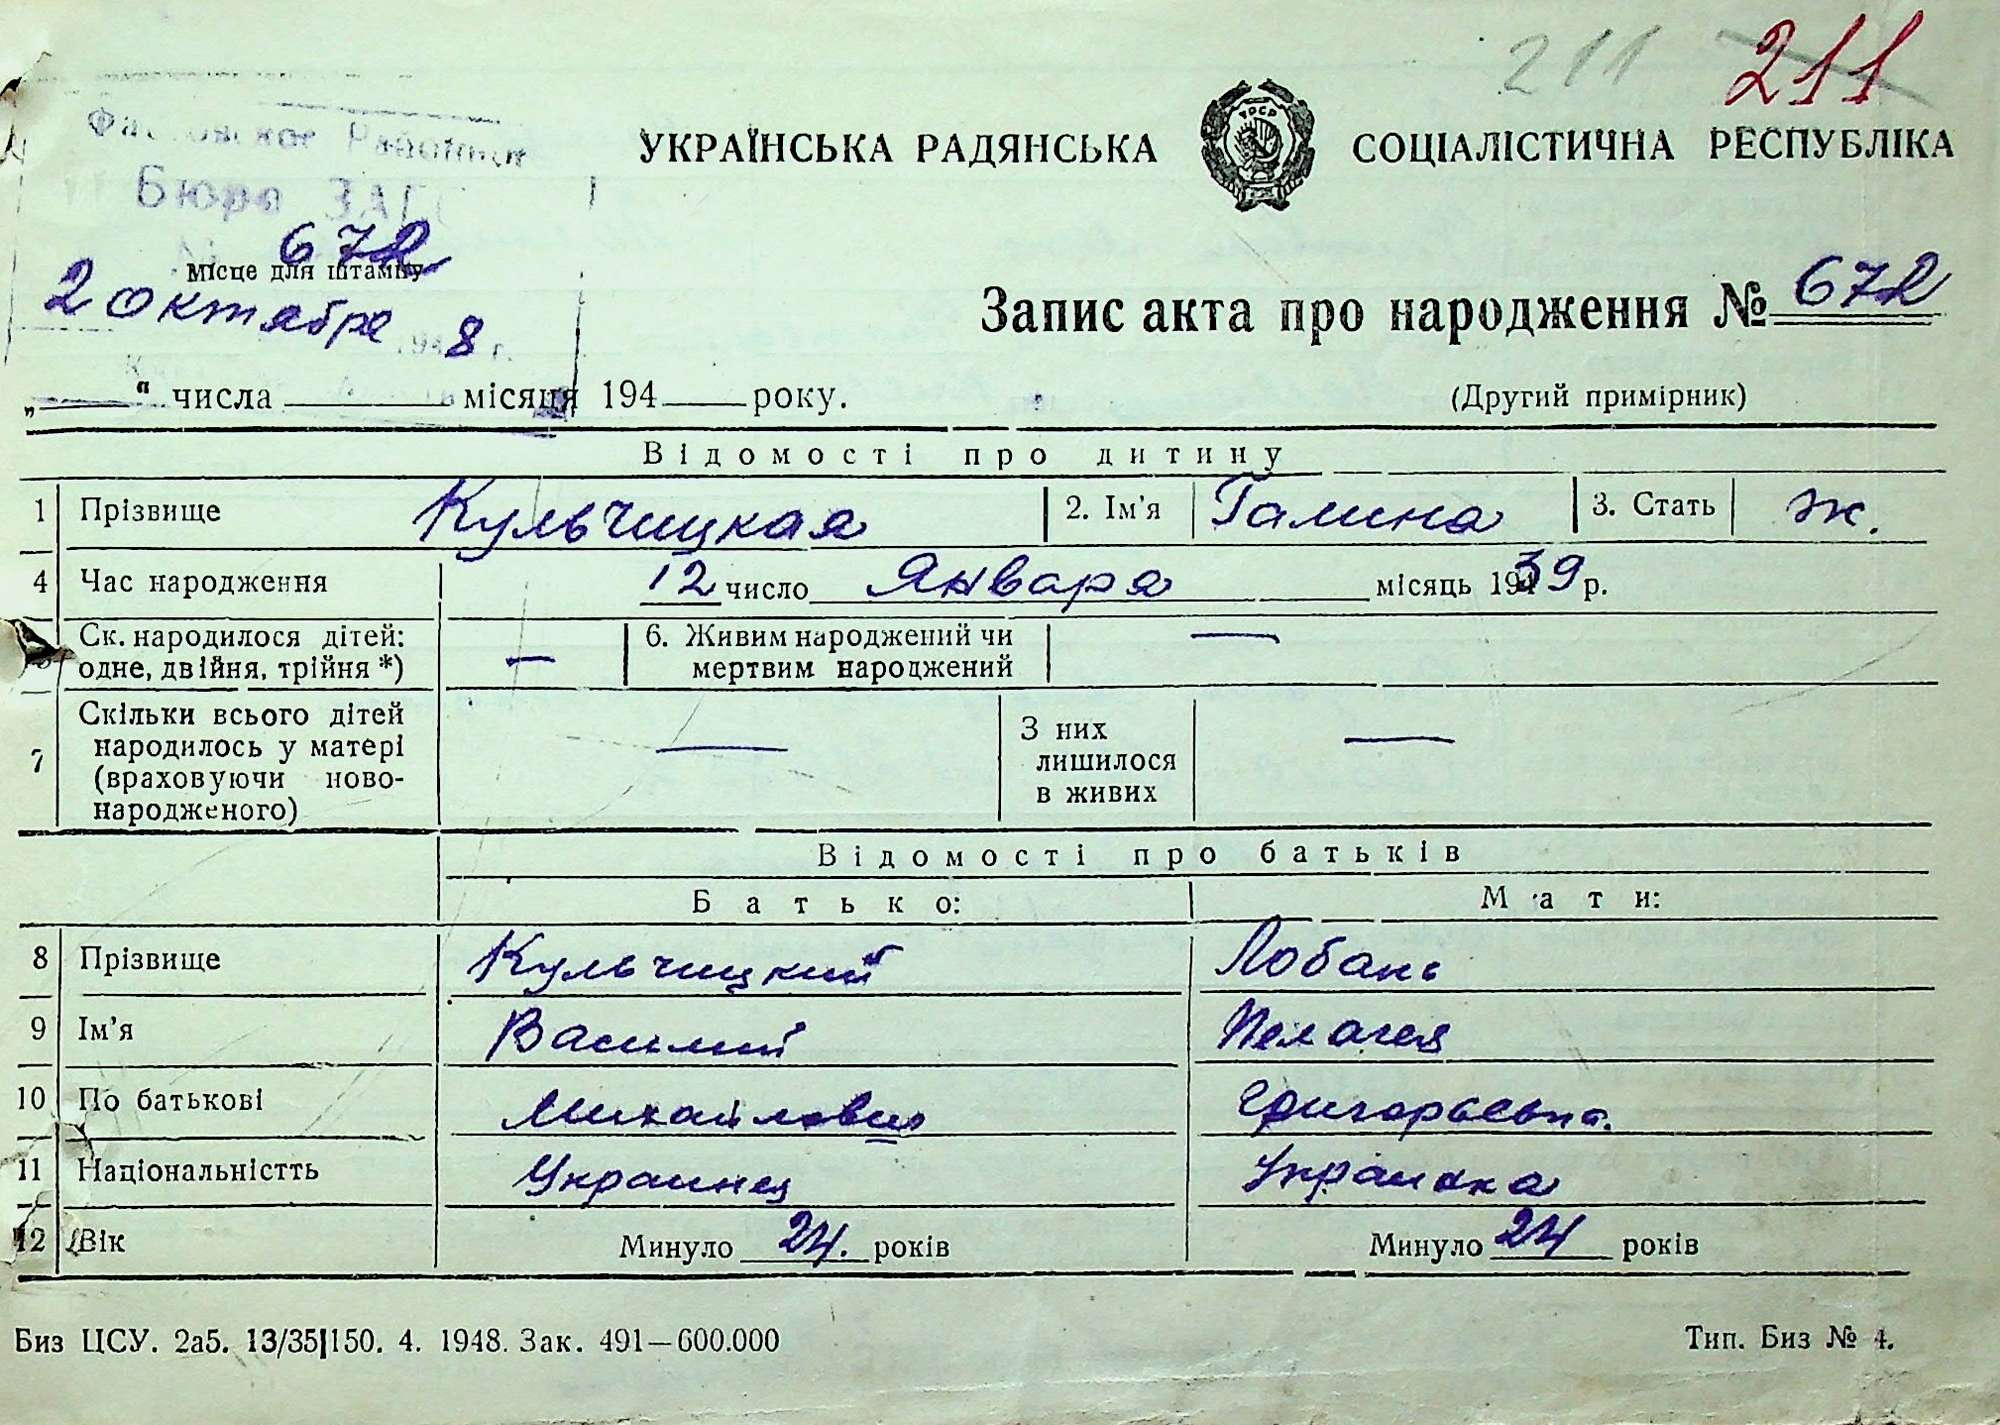 211 211
УКРАЇНСЬКА РАДЯНСЬКА СОЦІАЛІСТИЧНА РЕСПУБЛІКА
УРСР
Бюро ЗАГС
№ 672
Місце для штампу
2 октября 1948 г.
Запис акта про народження № 672
„ “ числа місяця 194 року.
(Другий примірник)
Відомості про дитину
1 Прізвище Кульчицкая 2. Ім'я Галина 3. Стать ж.
4 Час народження 12 число Января місяць 1939 р.
5 Ск. народилося дітей: одне, двійня, трійня *) — 6. Живим народжений чи мертвим народжений —
7 Скільки всього дітей народилось у матері (враховуючи ново-народженого) — З них лишилося в живих —
Відомості про батьків
Батько: Мати:
8 Прізвище Кульчицкий Лобань
9 Ім'я Василий Пелагея
10 По батькові Михайлович Григорьевна.
11 Національністть Украинец Украинка
12 Вік Минуло 24. років Минуло 24 років
Биз ЦСУ. 2а5. 13/35|150. 4. 1948. Зак. 491—600.000
Тип. Биз № 4.